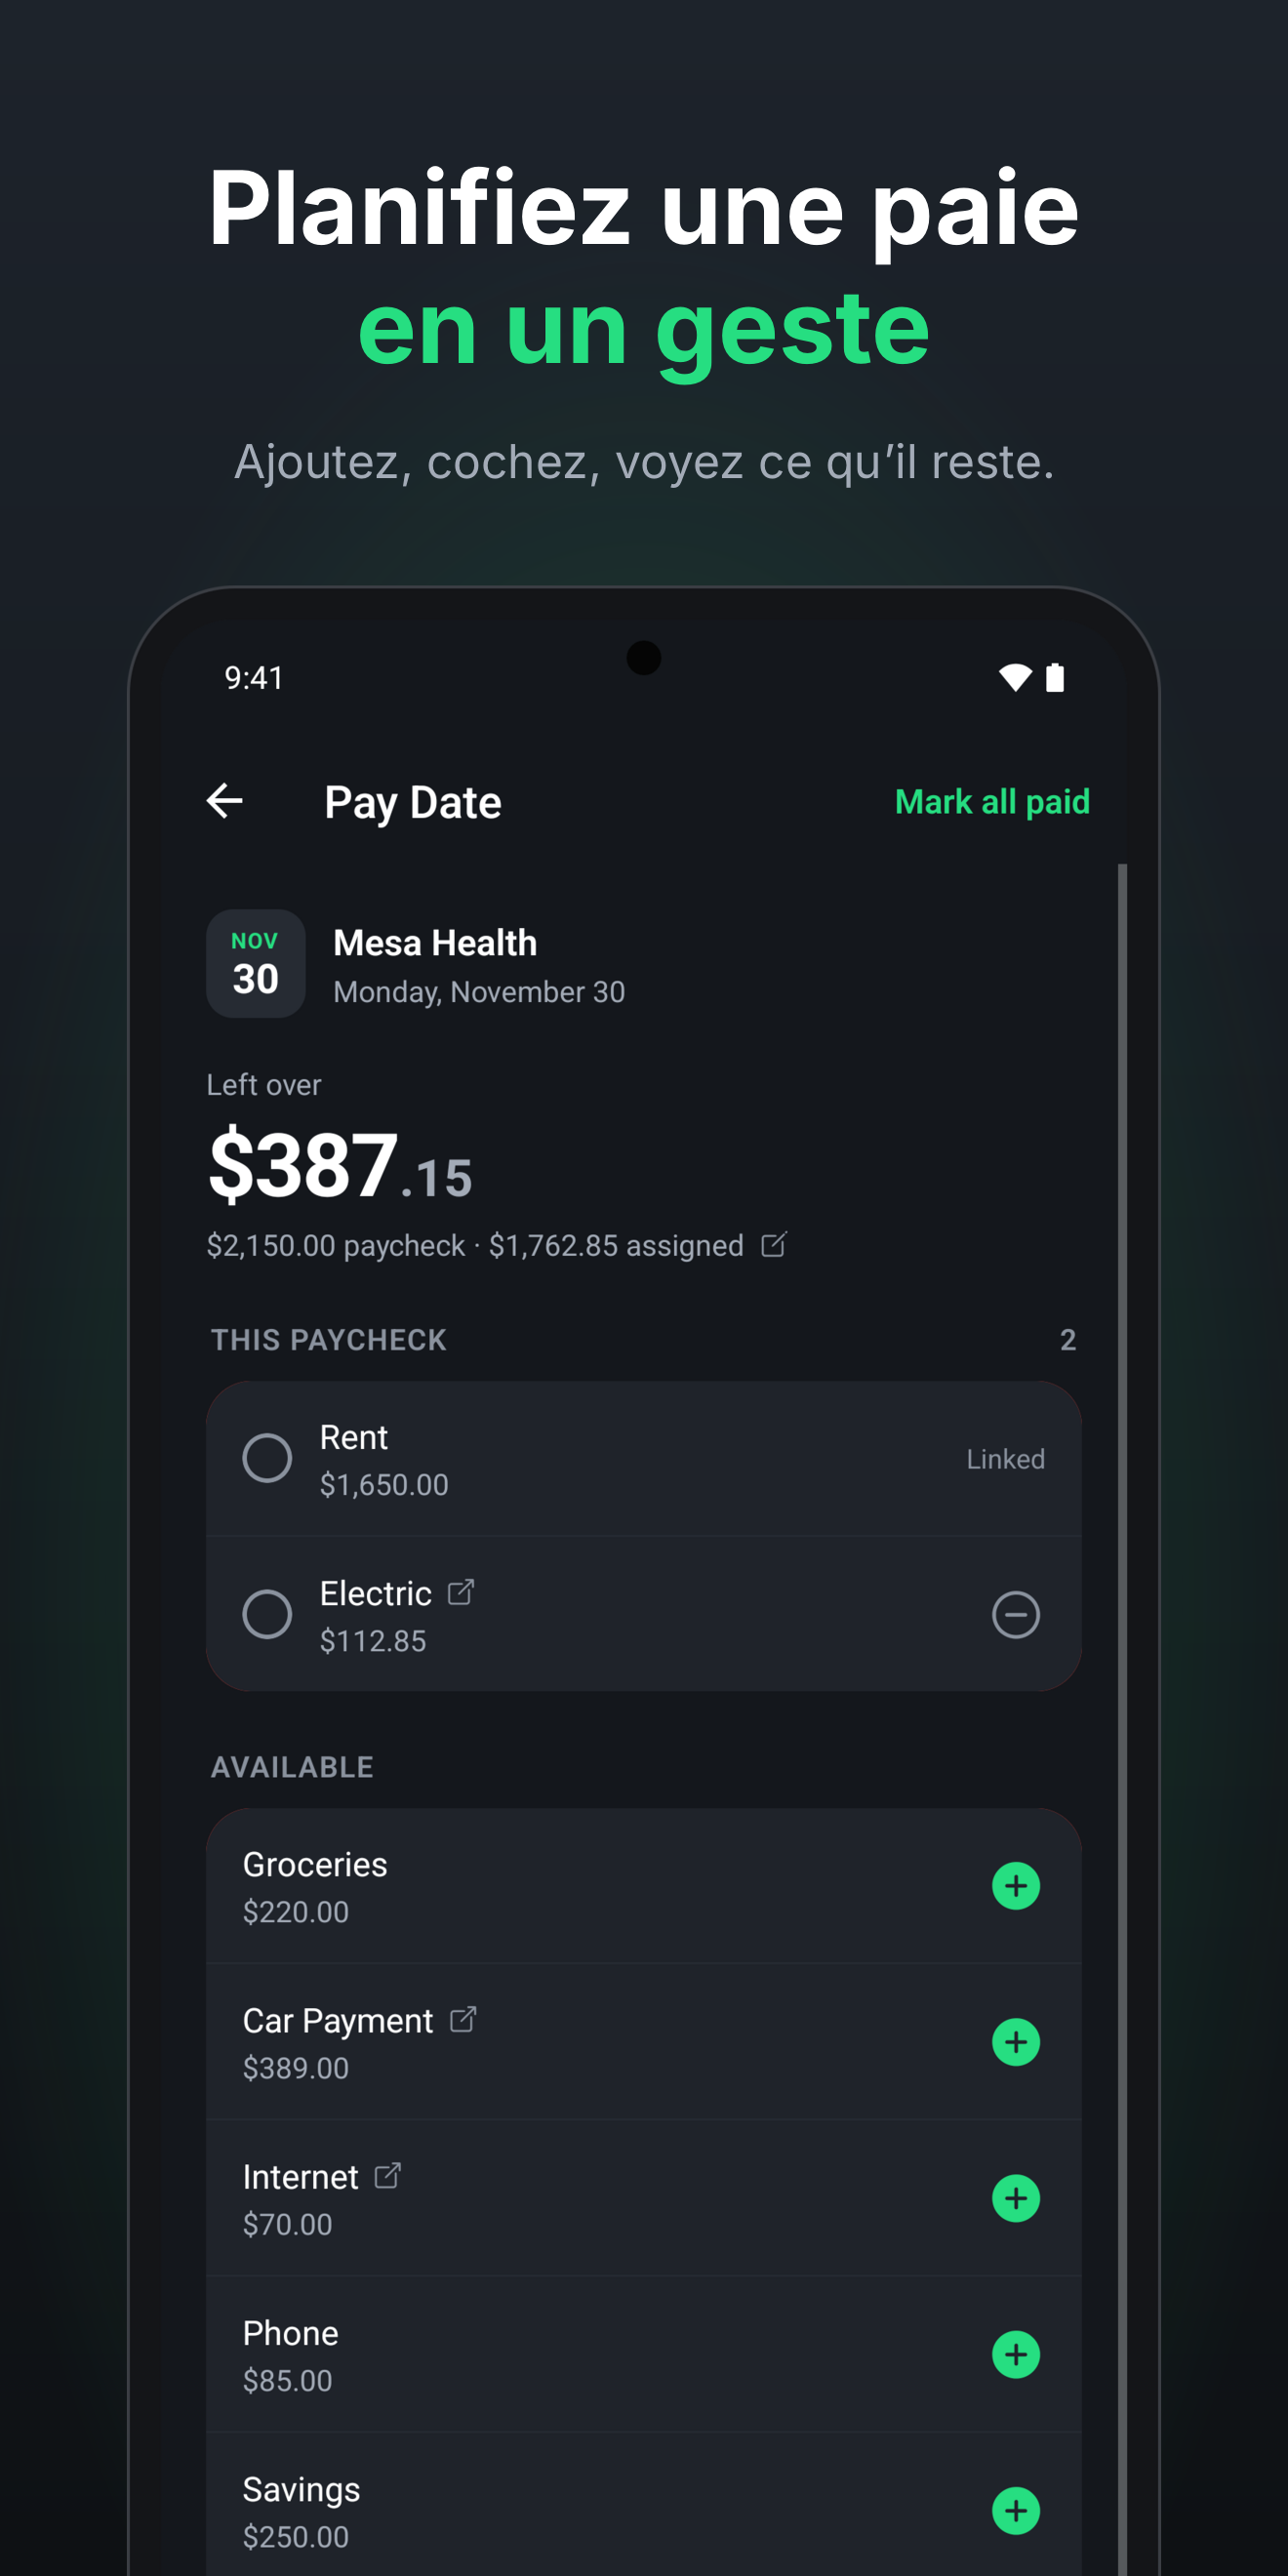 Planifiez une paie
en un geste
Ajoutez, cochez, voyez ce qu’il reste.
9:41
Pay Date
Mark all paid
NOV
30
Mesa Health
Monday, November 30
Left over
$387.15
$2,150.00 paycheck · $1,762.85 assigned
THIS PAYCHECK
2
Rent
$1,650.00
Linked
Electric
$112.85
AVAILABLE
Groceries
$220.00
Car Payment
$389.00
Internet
$70.00
Phone
$85.00
Savings
$250.00